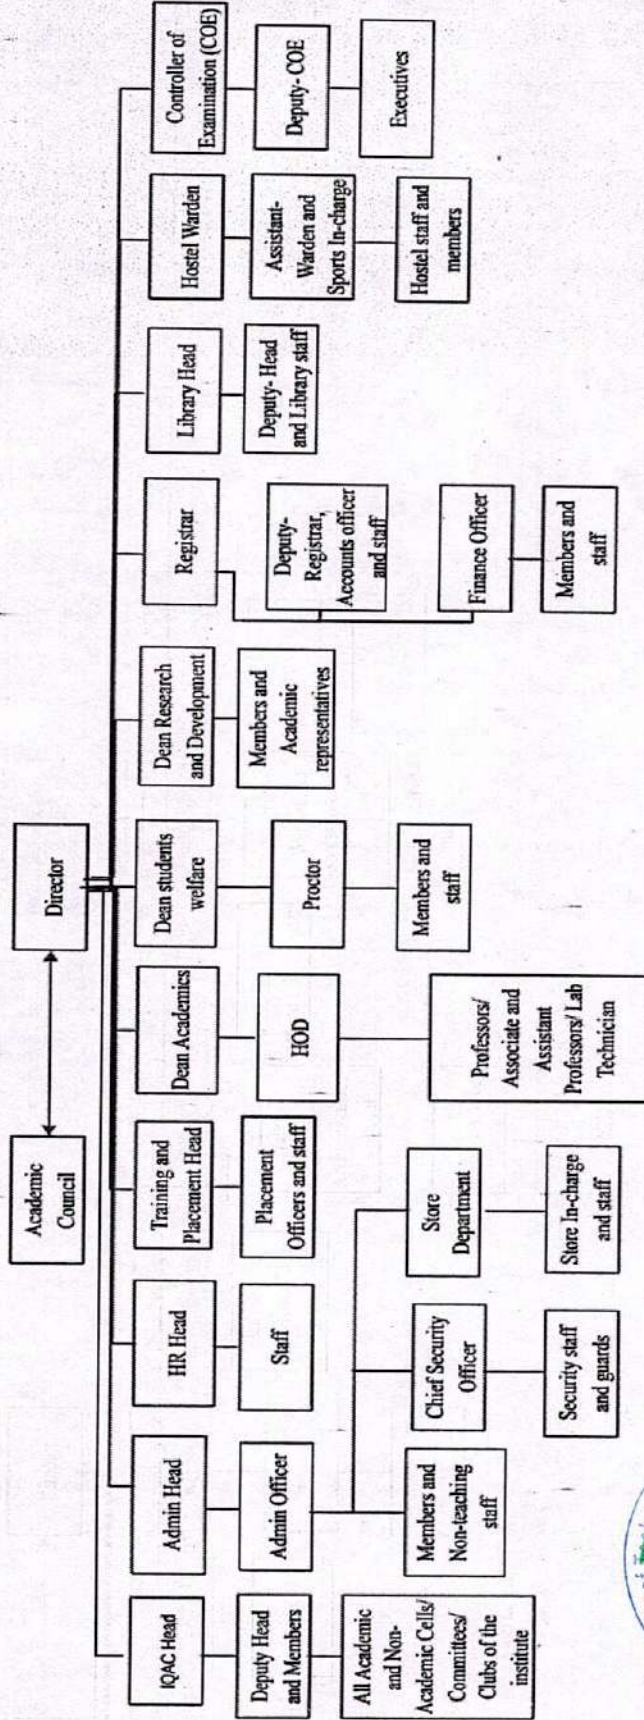 Academic
Council
Director
IQAC Head
Admin Head
HR Head
Training and
Placement Head
Dean Academics
Dean students
welfare
Dean Research
and Development
Registrar
Library Head
Hostel Warden
Controller of
Examination (COE)
Deputy Head
and Members
Admin Officer
Staff
Placement
Officers and staff
HOD
Proctor
Members and
Academic
representatives
Deputy-
Registrar,
Accounts officer
and staff
Deputy- Head
and Library staff
Assistant-
Warden and
Sports In-charge
Deputy- COE
All Academic
and Non-
Academic Cells/
Committees/
Clubs of the
institute
Members and
Non-teaching
staff
Chief Security
Officer
Store
Department
Professors/
Associate and
Assistant
Professors/ Lab
Technician
Members and
staff
Finance Officer
Hostel staff and
members
Executives
Security staff
and guards
Store In-charge
and staff
Members and
staff